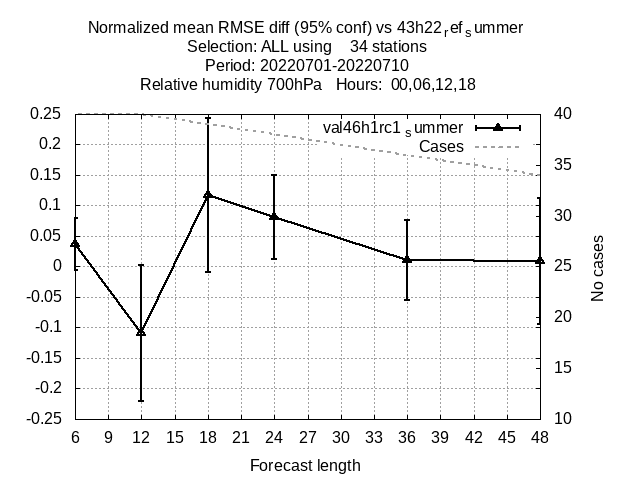 Normalized mean RMSE diff (95% conf) vs 43h22ᵣefₛummer
Selection: ALL using    34 stations
Period: 20220701-20220710
Relative humidity 700hPa   Hours:  00,06,12,18
val46h1rc1 ₛummer
Cases
0.25
0.2
0.15
0.1
0.05
0
-0.05
-0.1
-0.15
-0.2
-0.25
40
35
30
25
20
15
10
No cases
6 9 12 15 18 21 24 27 30 33 36 39 42 45 48
Forecast length